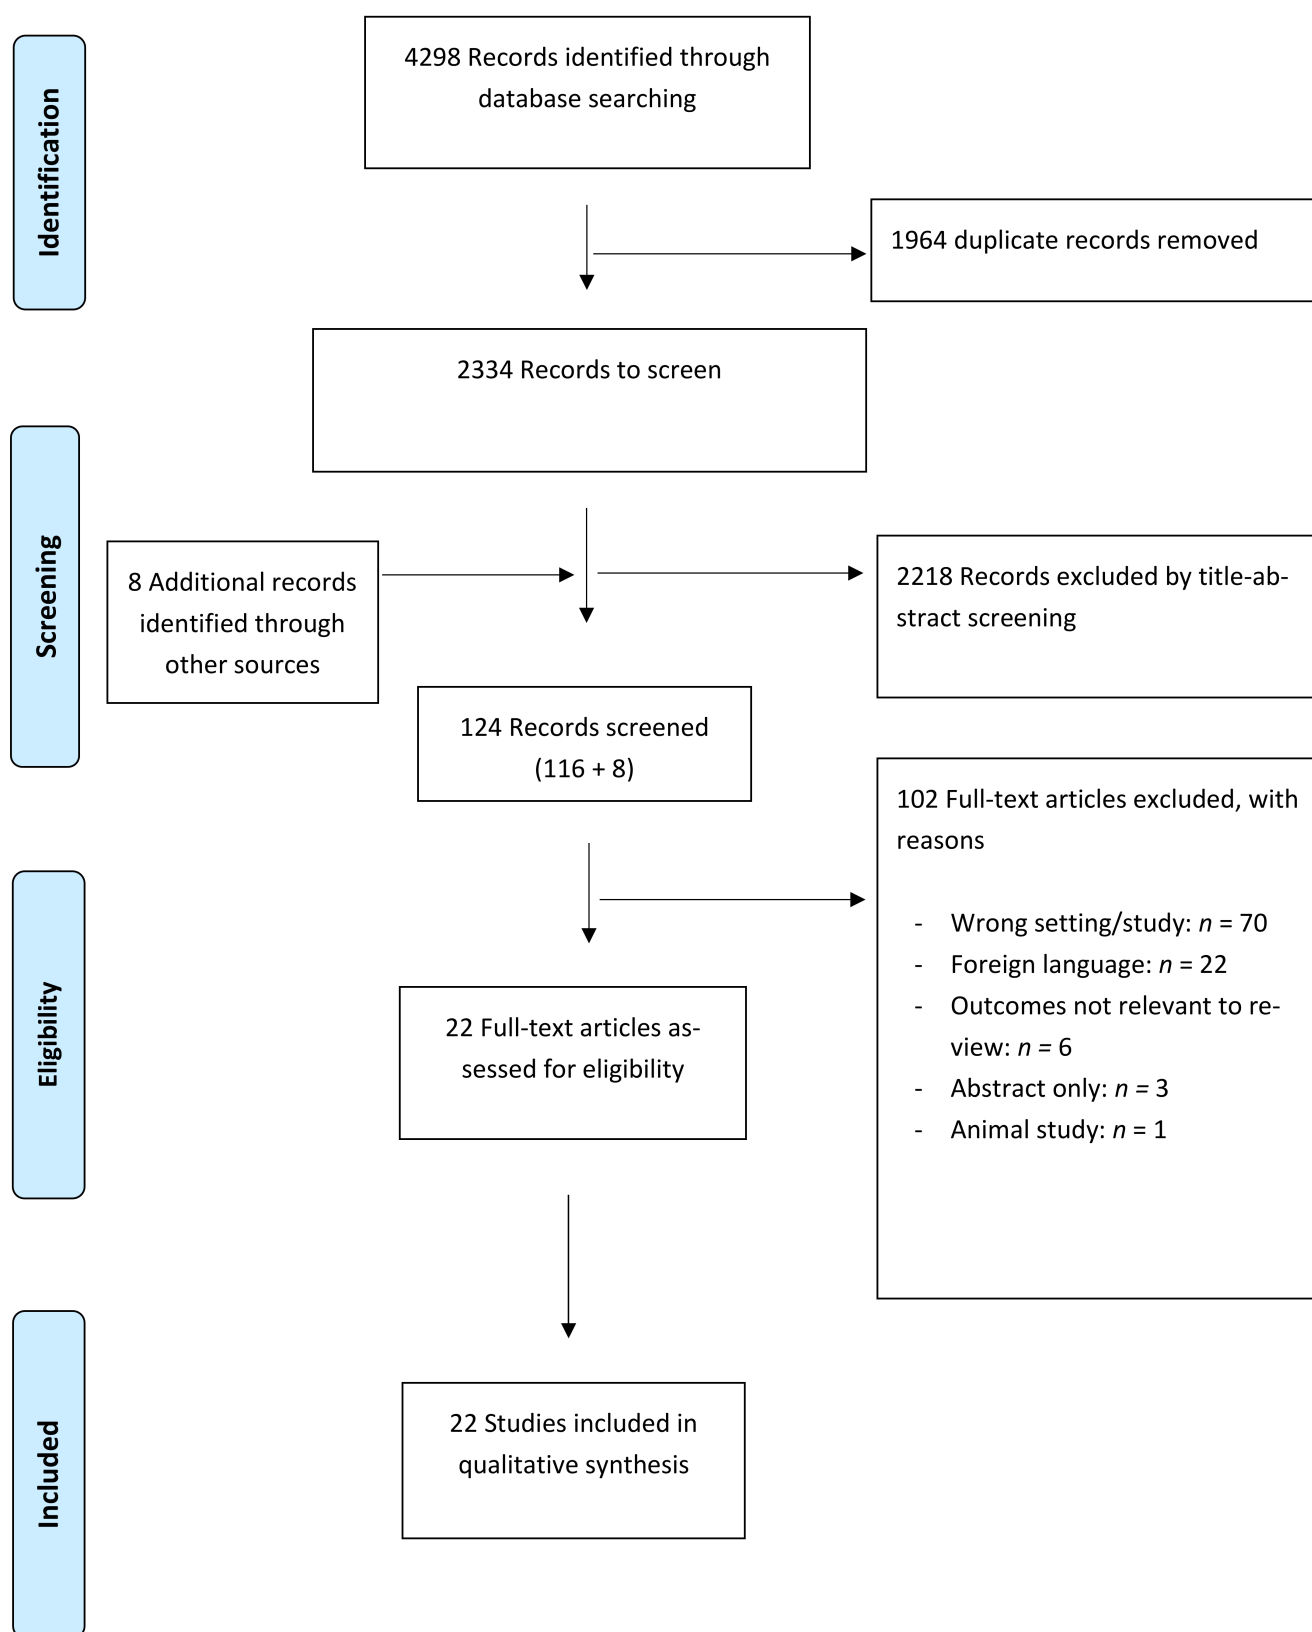 Identification
4298 Records identified through
database searching
1964 duplicate records removed
2334 Records to screen
Screening
8 Additional records
identified through
other sources
2218 Records excluded by title-ab-
stract screening
124 Records screened
(116 + 8)
102 Full-text articles excluded, with
reasons
- Wrong setting/study: n = 70
- Foreign language: n = 22
- Outcomes not relevant to re-
view: n = 6
- Abstract only: n = 3
- Animal study: n = 1
Eligibility
22 Full-text articles as-
sessed for eligibility
Included
22 Studies included in
qualitative synthesis